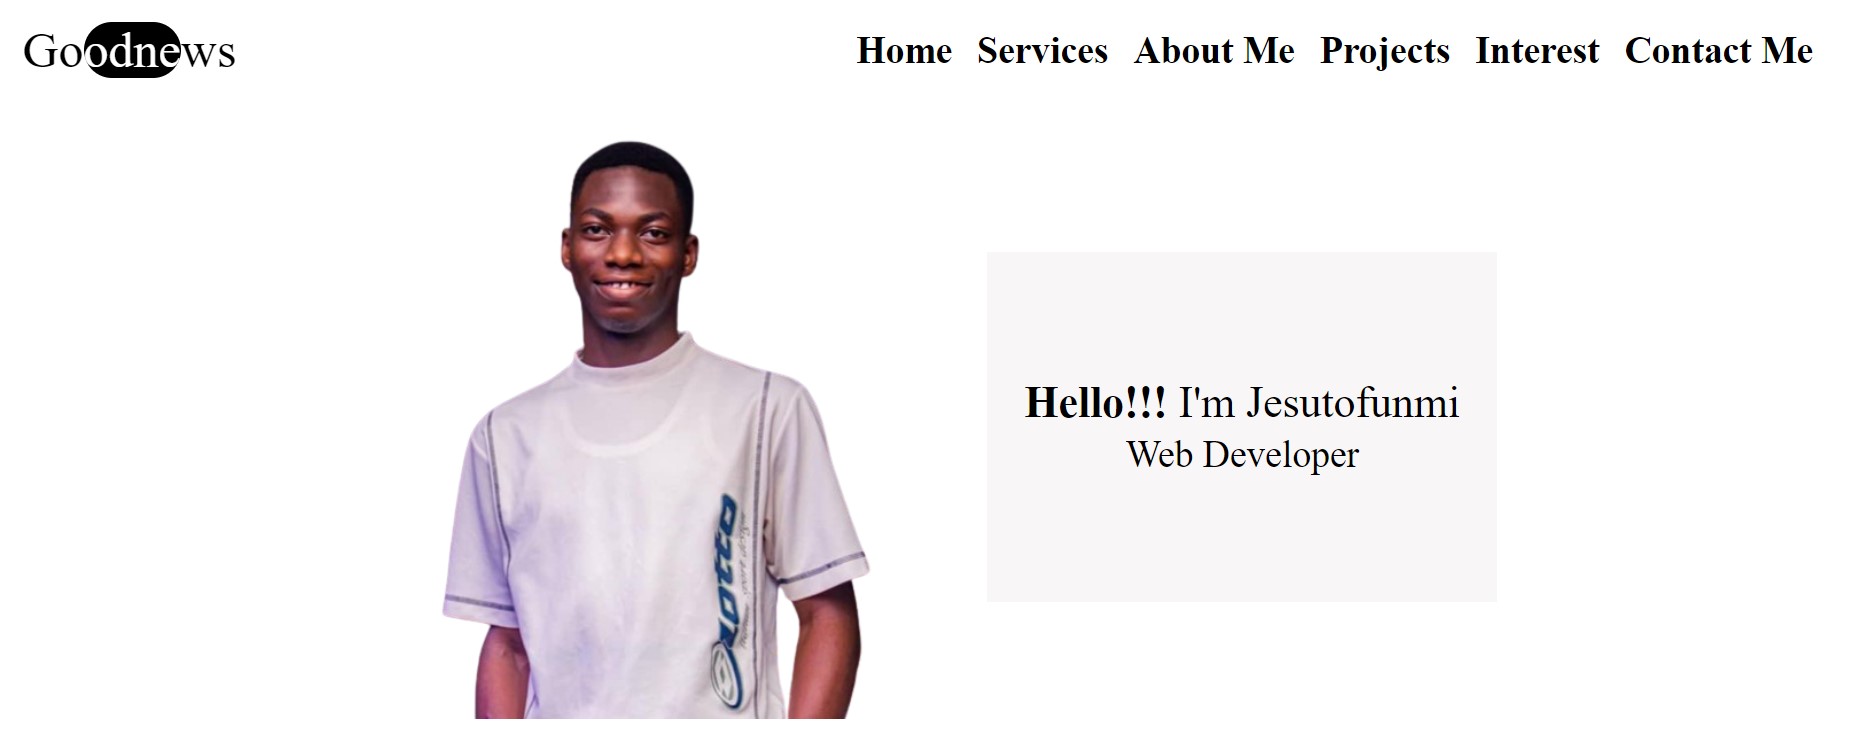 Goodnews
Home Services About Me Projects Interest Contact Me
Hello!!! I'm Jesutofunmi
Web Developer
lotto